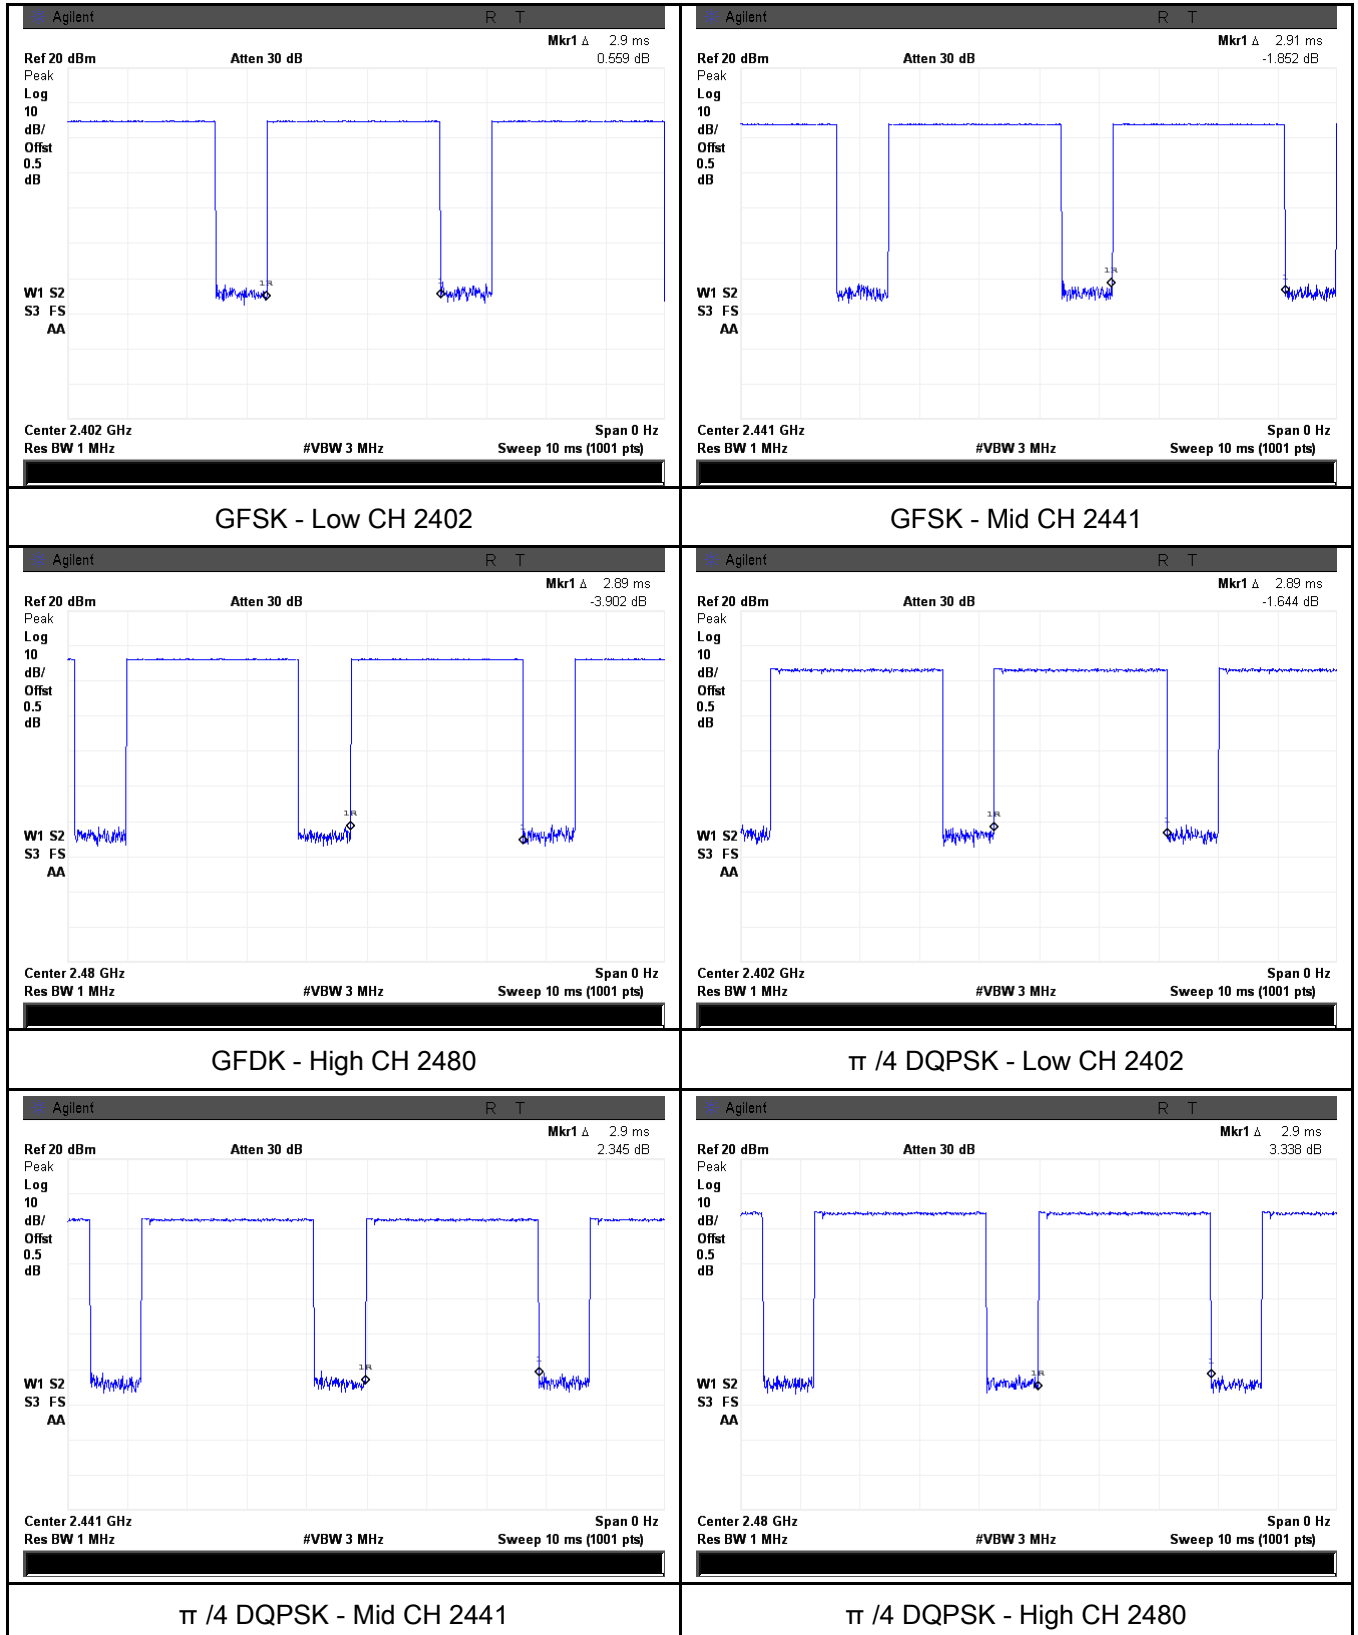 Agilent R T
Mkr1 Δ 2.9 ms
Ref 20 dBm Atten 30 dB 0.559 dB
Peak
Log
10
dB/
Offst
0.5
dB
1R
1
W1 S2
S3 FS
AA
Center 2.402 GHz Span 0 Hz
Res BW 1 MHz #VBW 3 MHz Sweep 10 ms (1001 pts)
GFSK - Low CH 2402
Agilent R T
Mkr1 Δ 2.91 ms
Ref 20 dBm Atten 30 dB -1.852 dB
Peak
Log
10
dB/
Offst
0.5
dB
1R
1
W1 S2
S3 FS
AA
Center 2.441 GHz Span 0 Hz
Res BW 1 MHz #VBW 3 MHz Sweep 10 ms (1001 pts)
GFSK - Mid CH 2441
Agilent R T
Mkr1 Δ 2.89 ms
Ref 20 dBm Atten 30 dB -3.902 dB
Peak
Log
10
dB/
Offst
0.5
dB
1R
1
W1 S2
S3 FS
AA
Center 2.48 GHz Span 0 Hz
Res BW 1 MHz #VBW 3 MHz Sweep 10 ms (1001 pts)
GFDK - High CH 2480
Agilent R T
Mkr1 Δ 2.89 ms
Ref 20 dBm Atten 30 dB -1.644 dB
Peak
Log
10
dB/
Offst
0.5
dB
1R
1
W1 S2
S3 FS
AA
Center 2.402 GHz Span 0 Hz
Res BW 1 MHz #VBW 3 MHz Sweep 10 ms (1001 pts)
π /4 DQPSK - Low CH 2402
Agilent R T
Mkr1 Δ 2.9 ms
Ref 20 dBm Atten 30 dB 2.345 dB
Peak
Log
10
dB/
Offst
0.5
dB
1R
1
W1 S2
S3 FS
AA
Center 2.441 GHz Span 0 Hz
Res BW 1 MHz #VBW 3 MHz Sweep 10 ms (1001 pts)
π /4 DQPSK - Mid CH 2441
Agilent R T
Mkr1 Δ 2.9 ms
Ref 20 dBm Atten 30 dB 3.338 dB
Peak
Log
10
dB/
Offst
0.5
dB
1R
1
W1 S2
S3 FS
AA
Center 2.48 GHz Span 0 Hz
Res BW 1 MHz #VBW 3 MHz Sweep 10 ms (1001 pts)
π /4 DQPSK - High CH 2480